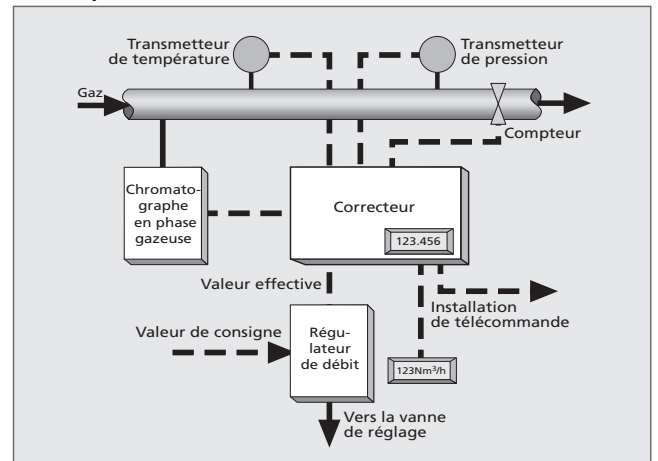 Transmetteur
de température
Transmetteur
de pression
Gaz
Compteur
Chromato-
graphe
en phase
gazeuse
Correcteur
123.456
Valeur effective
Installation
de télécommande
Valeur de consigne
Régu-
lateur
de débit
123Nm³/h
Vers la vanne
de réglage